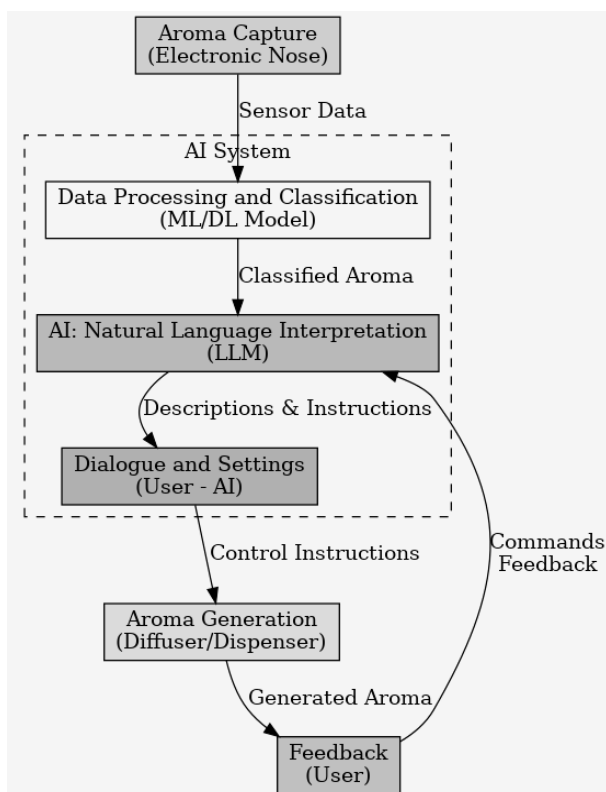 Aroma Capture
(Electronic Nose)
Sensor Data
AI System
Data Processing and Classification
(ML/DL Model)
Classified Aroma
AI: Natural Language Interpretation
(LLM)
Descriptions & Instructions
Dialogue and Settings
(User - AI)
Control Instructions
Commands
Feedback
Aroma Generation
(Diffuser/Dispenser)
Generated Aroma
Feedback
(User)